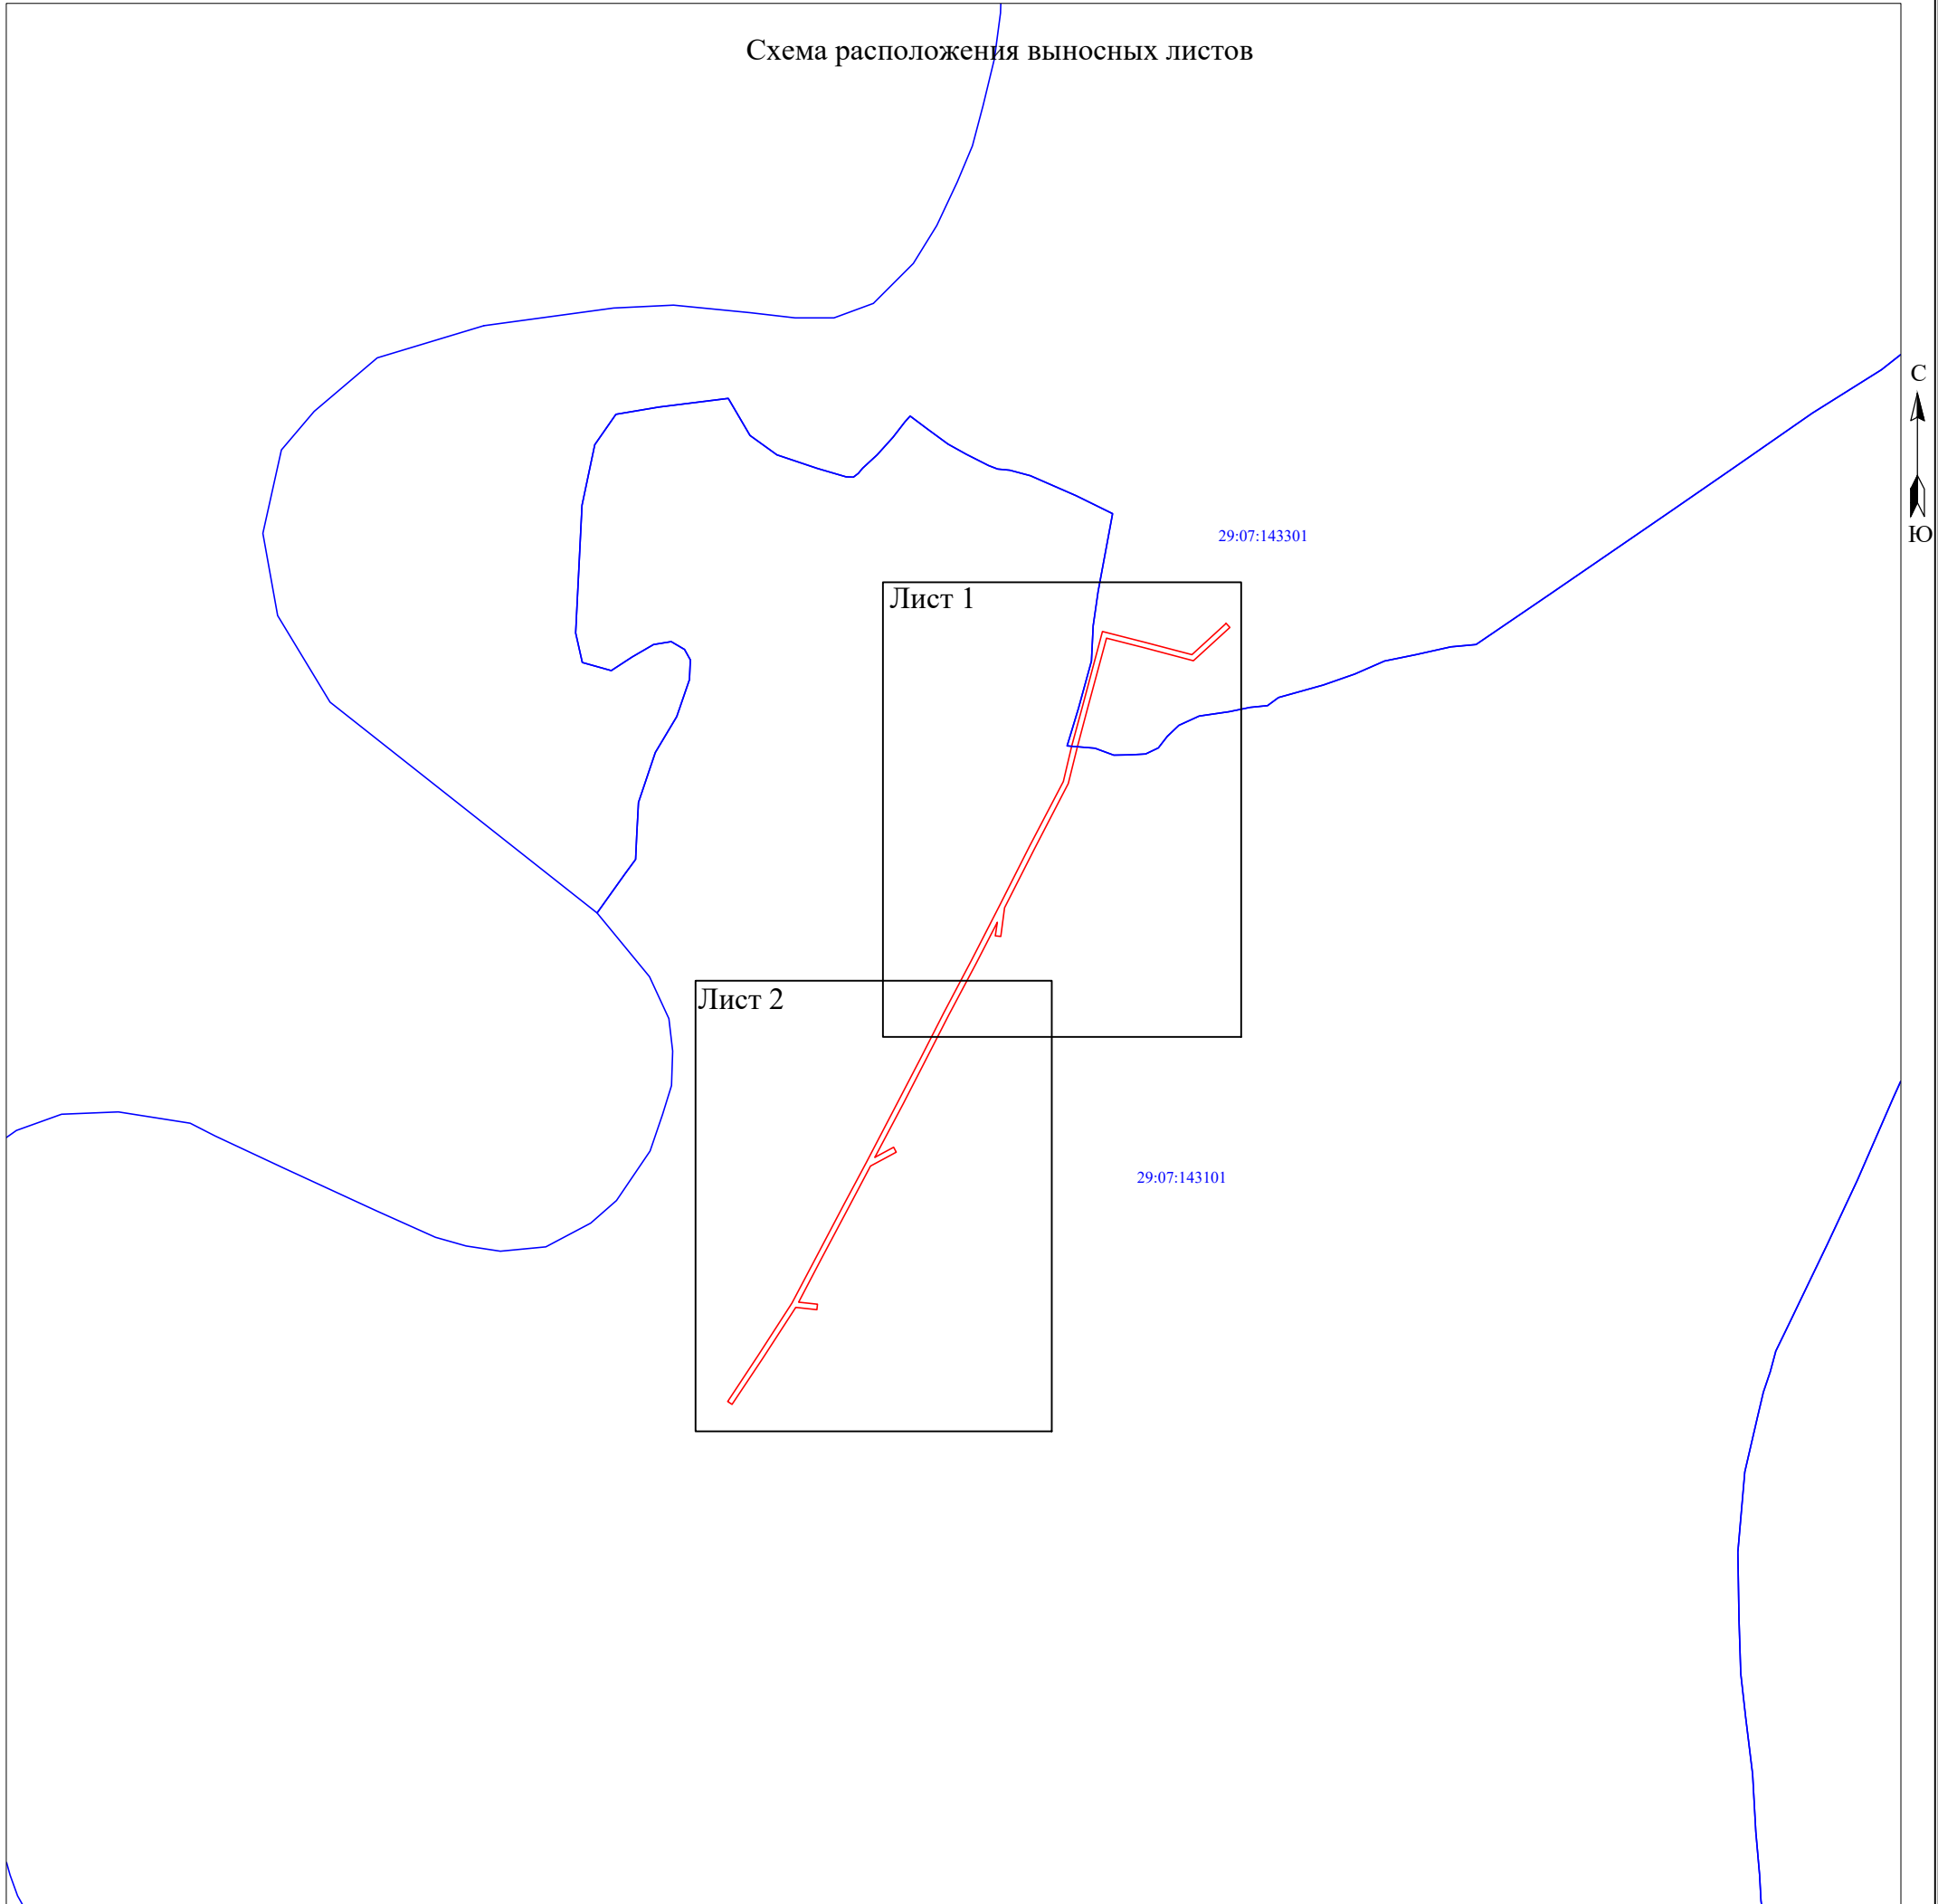 Схема расположения выносных листов
С
29:07:143301
Ю
Лист 1
Лист 2
29:07:143101